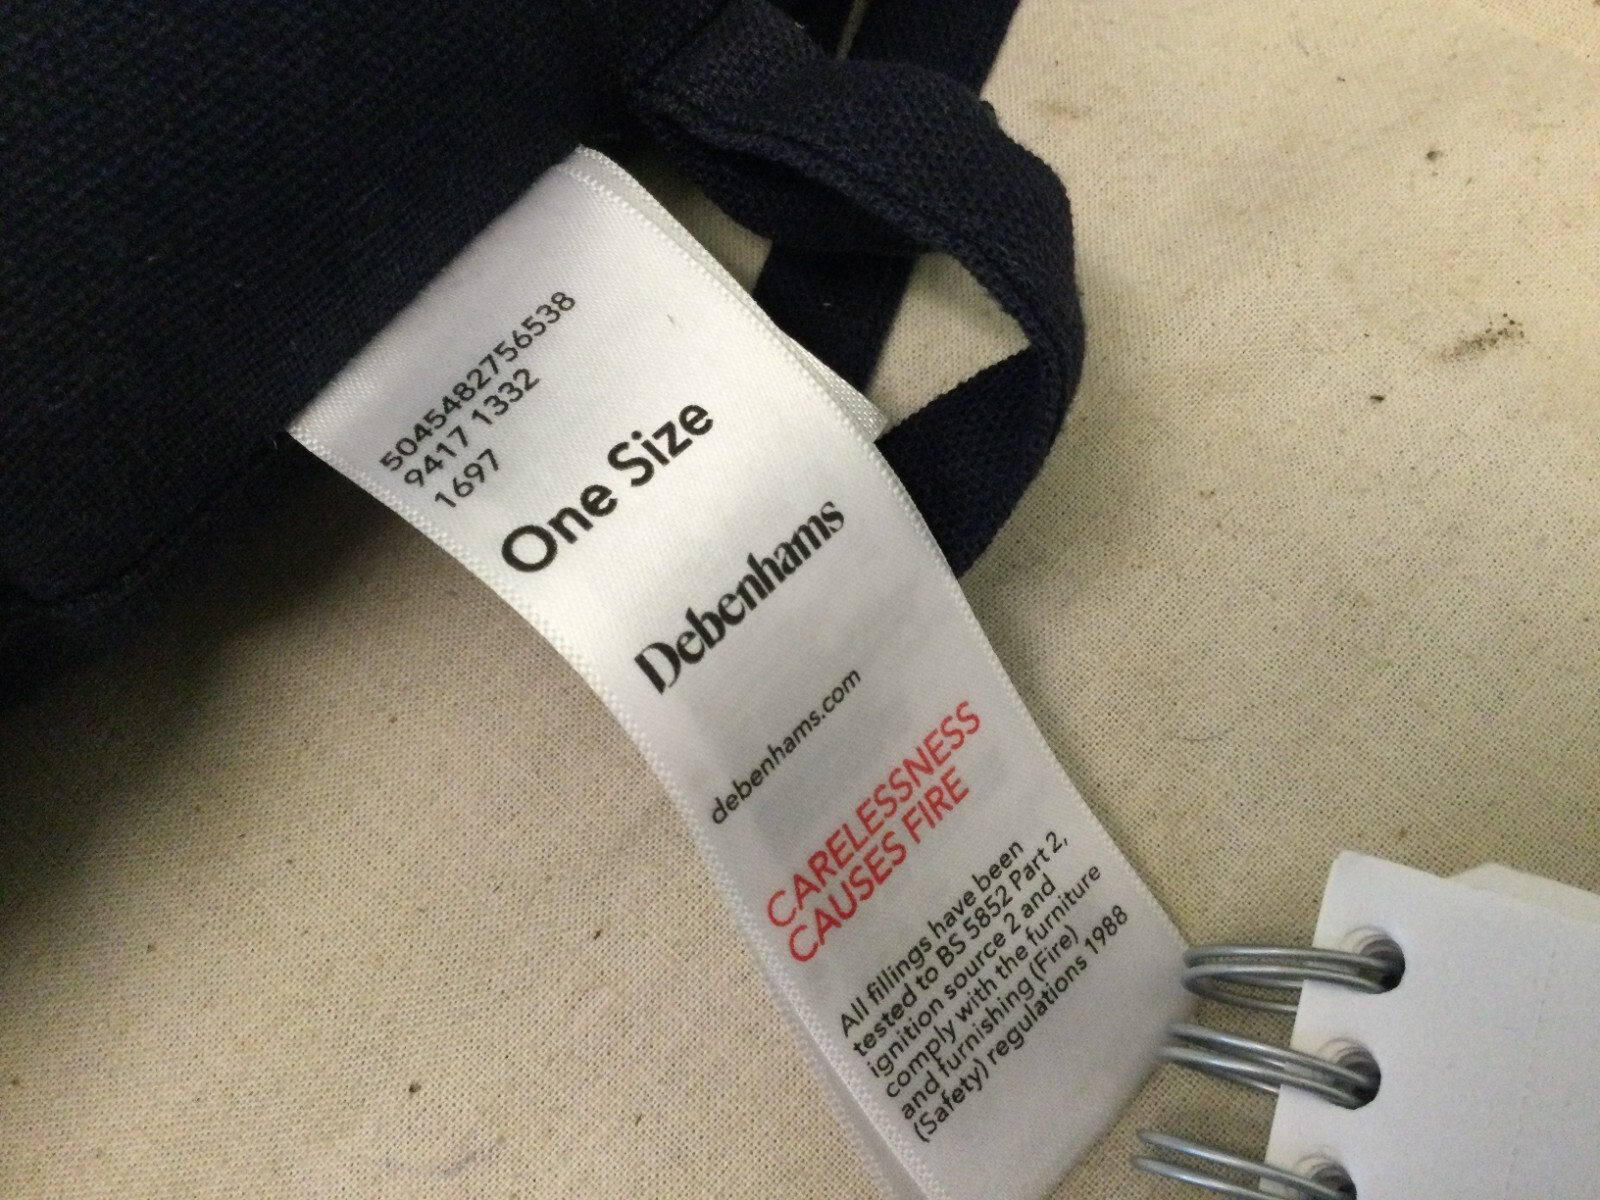 5045482756538
9417 1332
1697
One Size
Debenhams
debenhams.com
CARELESSNESS
CAUSES FIRE
All fillings have been
tested to BS 5852 Part 2,
ignition source 2 and
comply with the furniture
and furnishing (Fire)
(Safety) regulations 1988